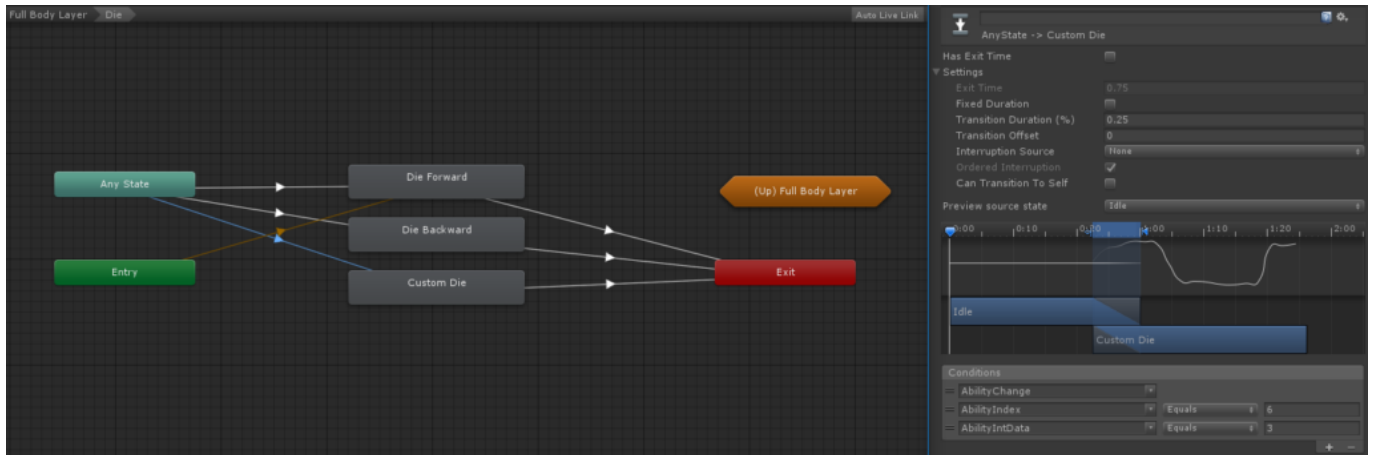 Full Body Layer Die Auto Live Link
Any State
Die Forward
(Up) Full Body Layer
Die Backward
Entry
Custom Die
Exit
AnyState -> Custom Die
Has Exit Time
Settings
Exit Time 0.75
Fixed Duration
Transition Duration (%) 0.25
Transition Offset 0
Interruption Source None
Ordered Interruption
Can Transition To Self
Preview source state Idle
0:00 0:10 0:20 1:10 1:20 2:00
Idle
Custom Die
Conditions
AbilityChange
AbilityIndex Equals 6
AbilityIntData Equals 3
+ -